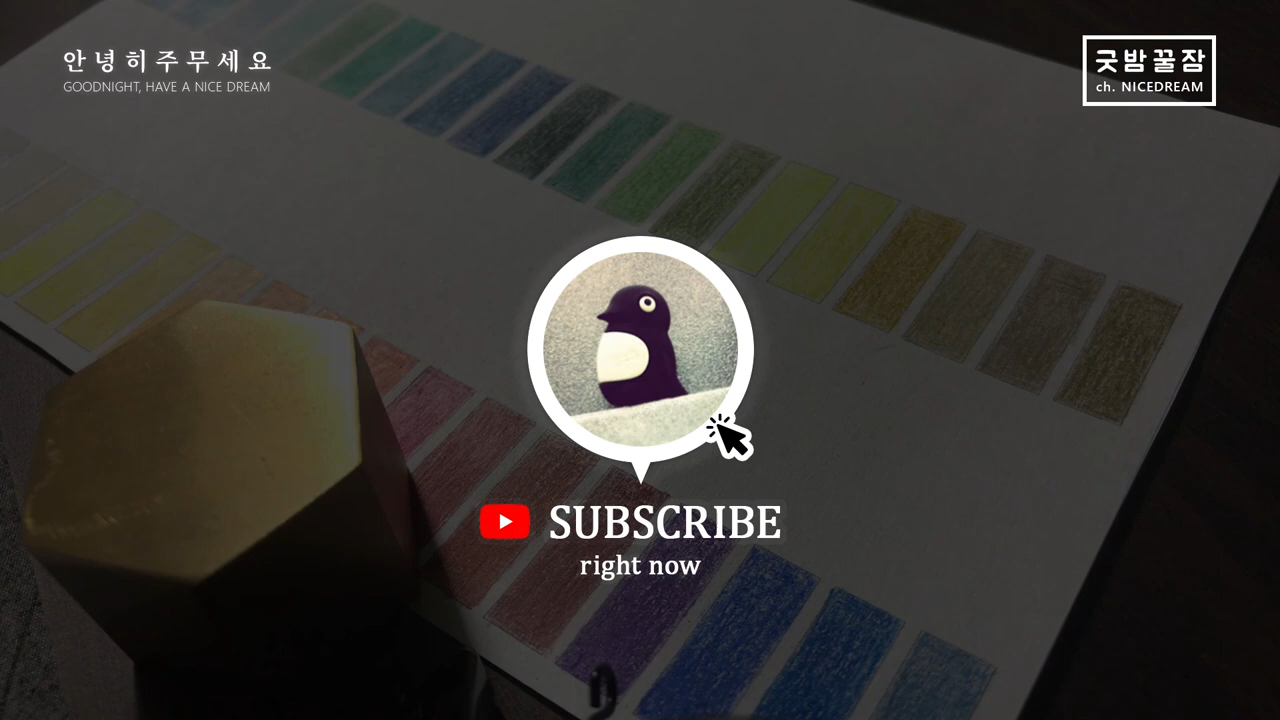 안녕히주무세요
GOODNIGHT, HAVE A NICE DREAM
굿밤꿀잠
ch. NICEDREAM
SUBSCRIBE
right now